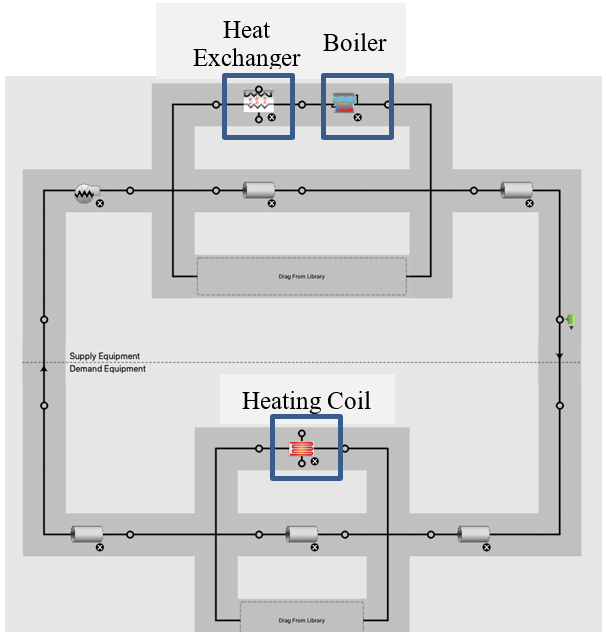 Heat
Exchanger
Boiler
Drag From Library
Supply Equipment
Demand Equipment
Heating Coil
Drag From Library